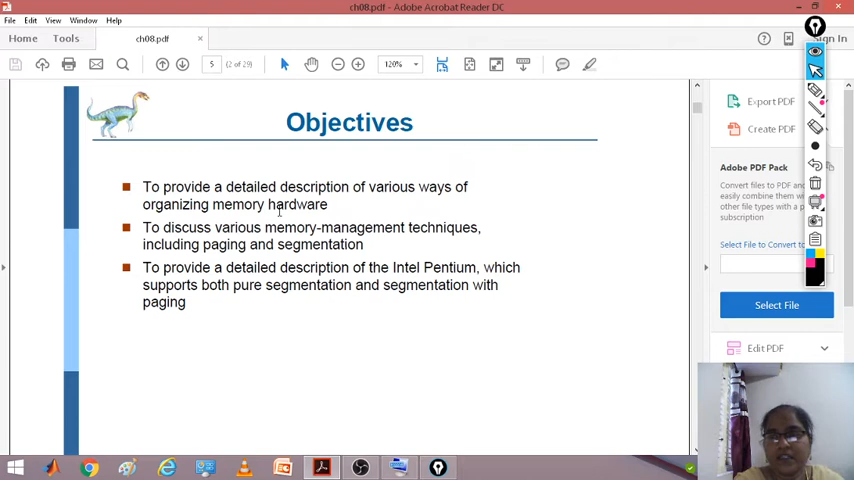 ch08.pdf - Adobe Acrobat Reader DC
File Edit View Window Help
Home Tools ch08.pdf × Sign In
5 (2 of 29) 120%
Objectives
To provide a detailed description of various ways of
organizing memory hardware
To discuss various memory-management techniques,
including paging and segmentation
To provide a detailed description of the Intel Pentium, which
supports both pure segmentation and segmentation with
paging
Export PDF
Create PDF
Adobe PDF Pack
Convert files to PDFs and
easily combine them with
other file types with a paid
subscription
Select File to Convert to
Select File
Edit PDF